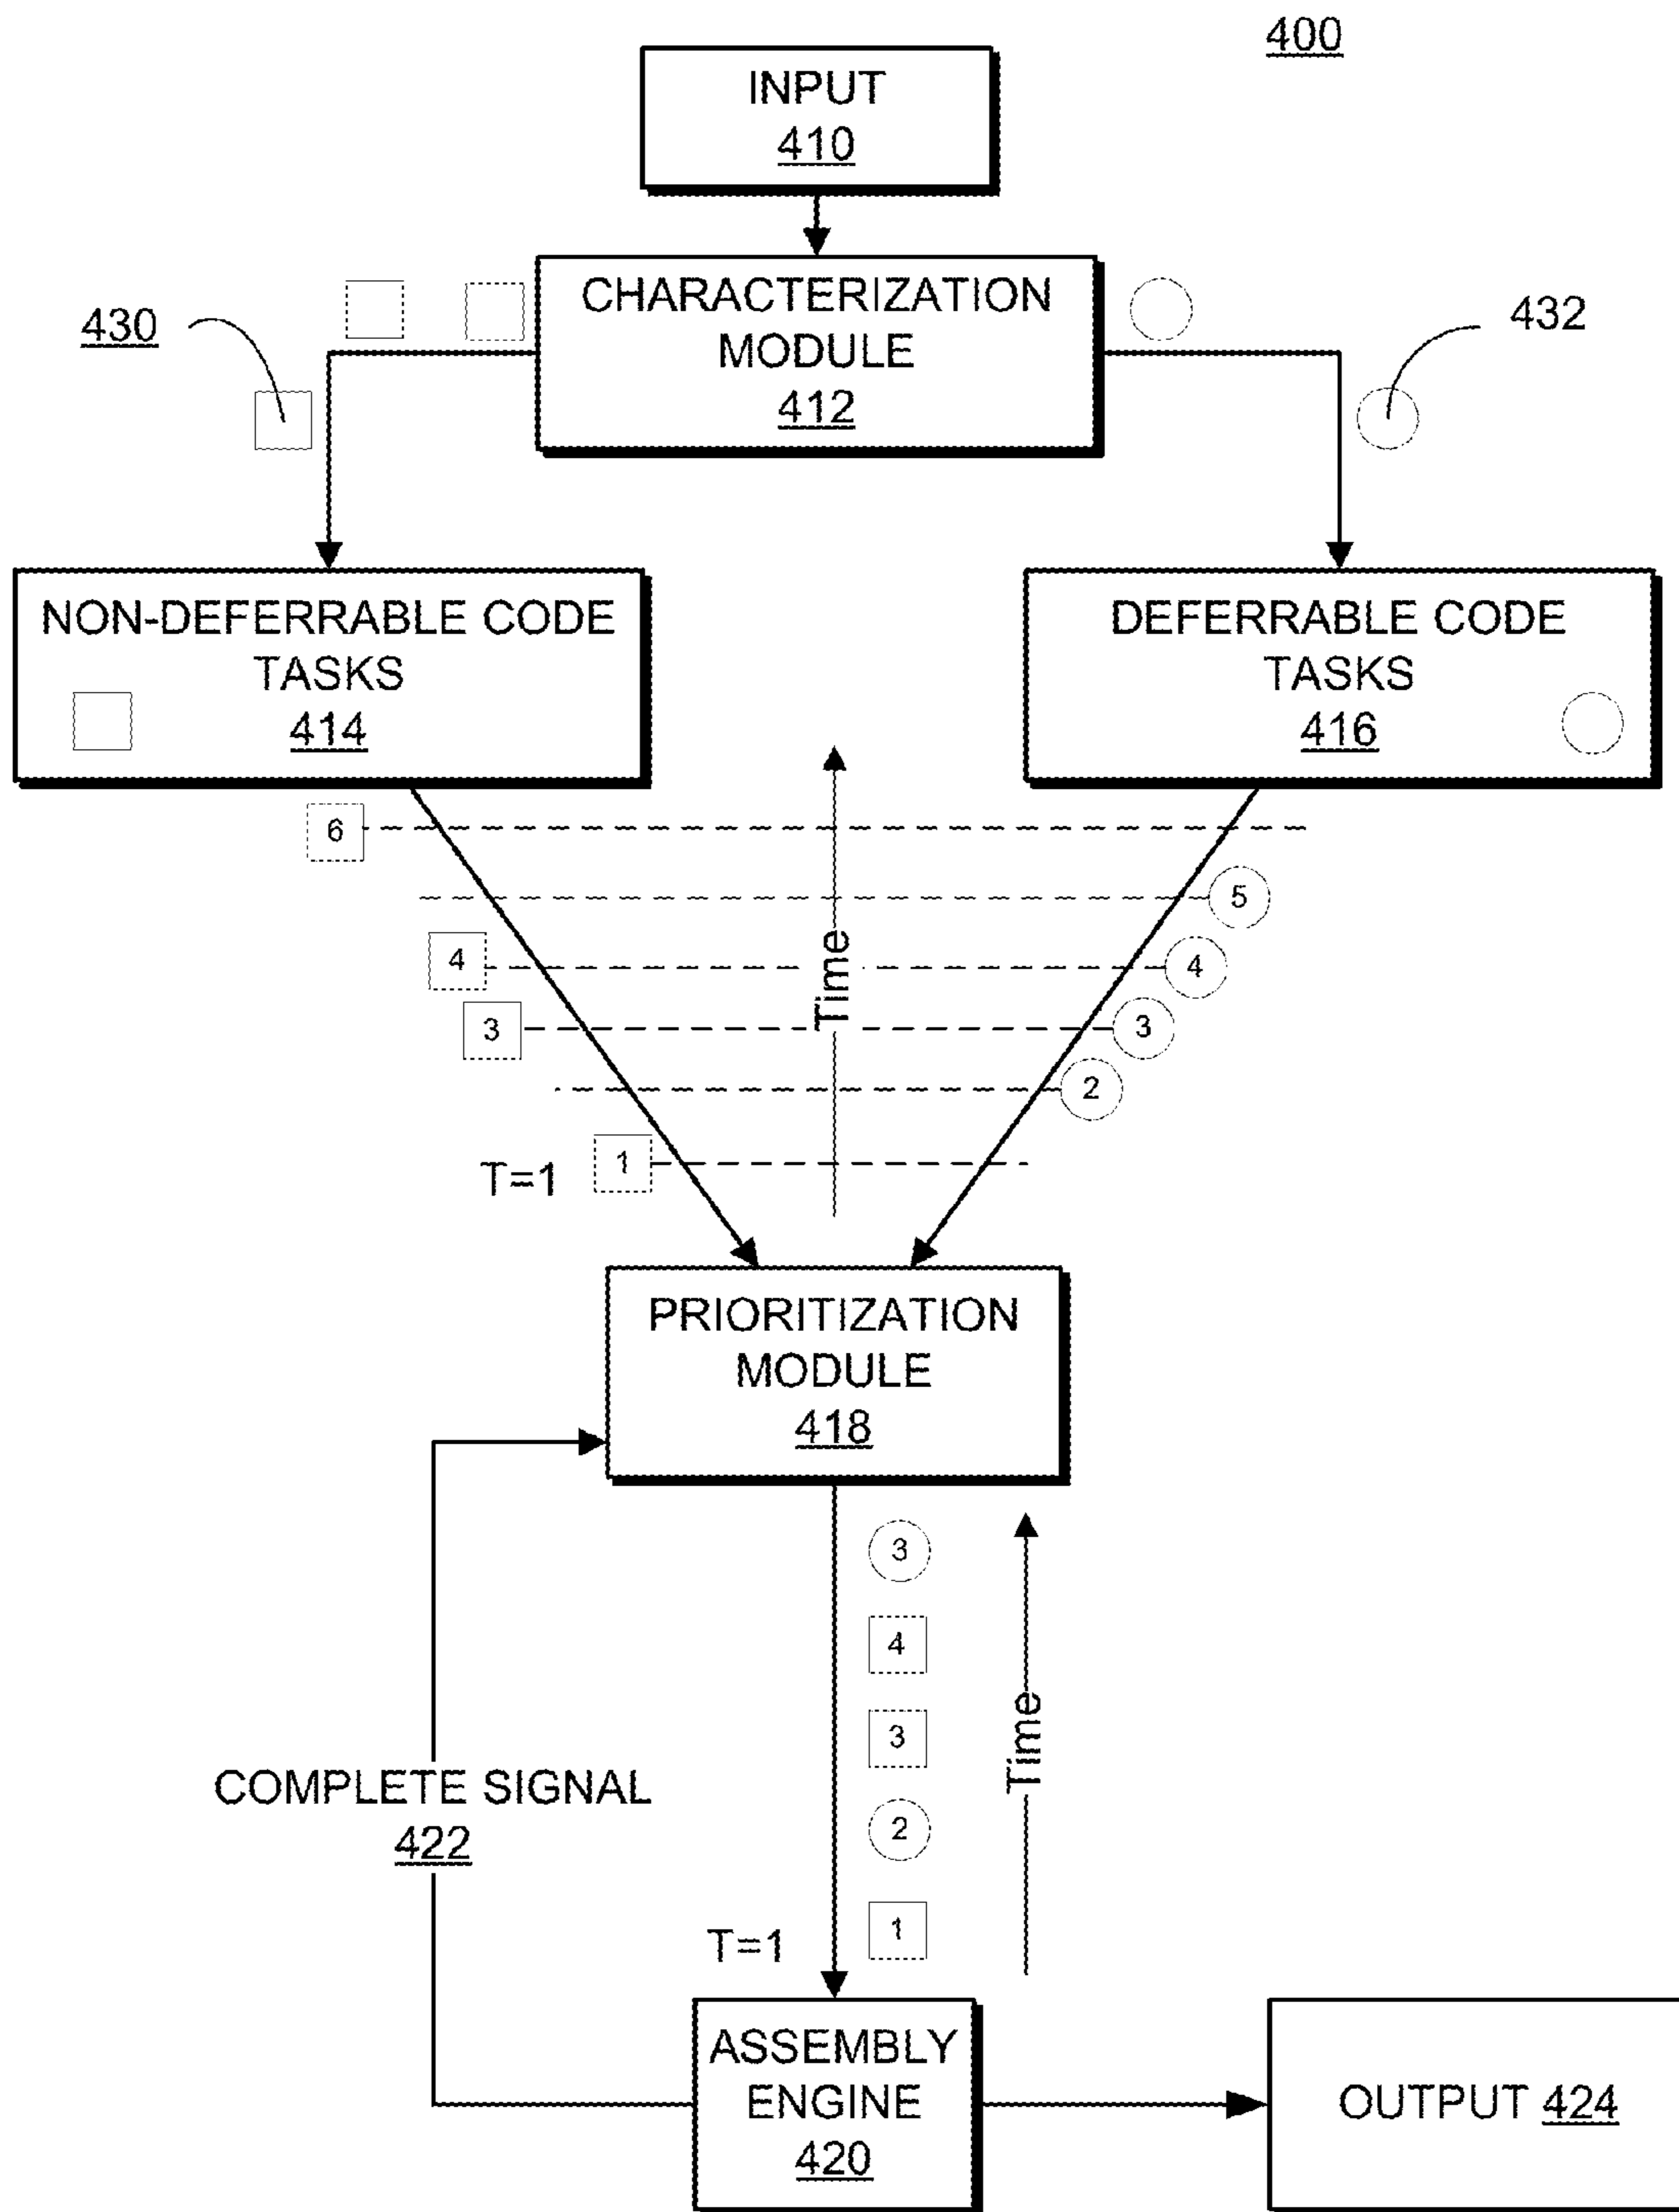 400
INPUT
410
CHARACTERIZATION
MODULE
412
430
432
NON-DEFERRABLE CODE
TASKS
414
DEFERRABLE CODE
TASKS
416
6
5
4
4
Time
3
3
2
T=1
1
PRIORITIZATION
MODULE
418
3
4
3
Time
COMPLETE SIGNAL
422
2
1
T=1
ASSEMBLY
ENGINE
420
OUTPUT 424